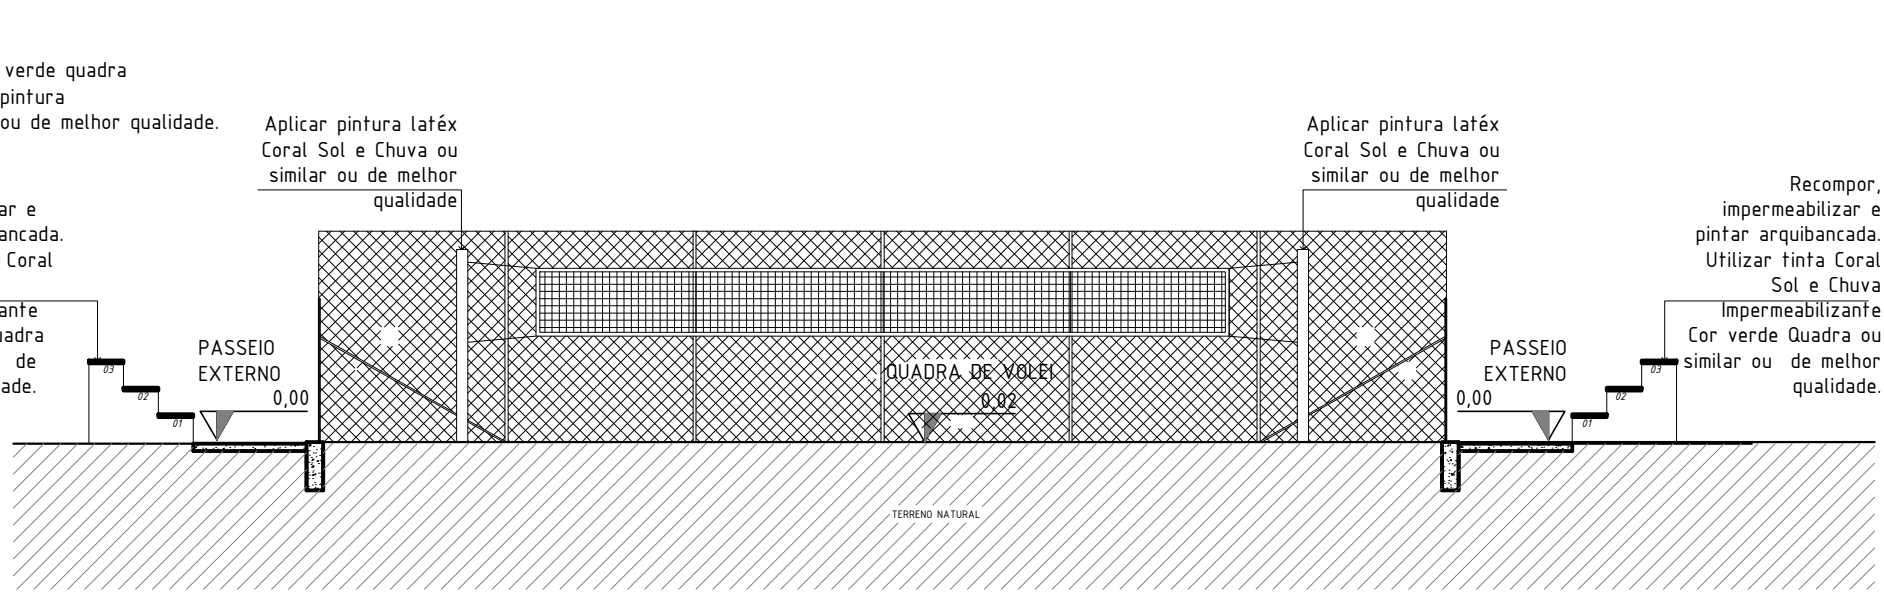 verde quadra
pintura
ou de melhor qualidade.
Aplicar pintura latéx
Coral Sol e Chuva ou
similar ou de melhor
qualidade
Aplicar pintura latéx
Coral Sol e Chuva ou
similar ou de melhor
qualidade
ar e
ancada.
Coral
ante
uadra
de
ade.
Recompor,
impermeabilizar e
pintar arquibancada.
Utilizar tinta Coral
Sol e Chuva
Impermeabilizante
Cor verde Quadra ou
similar ou de melhor
qualidade.
PASSEIO
EXTERNO
0,00
03
02
01
QUADRA DE VOLEI
0,02
PASSEIO
EXTERNO
0,00
03
02
01
TERRENO NATURAL